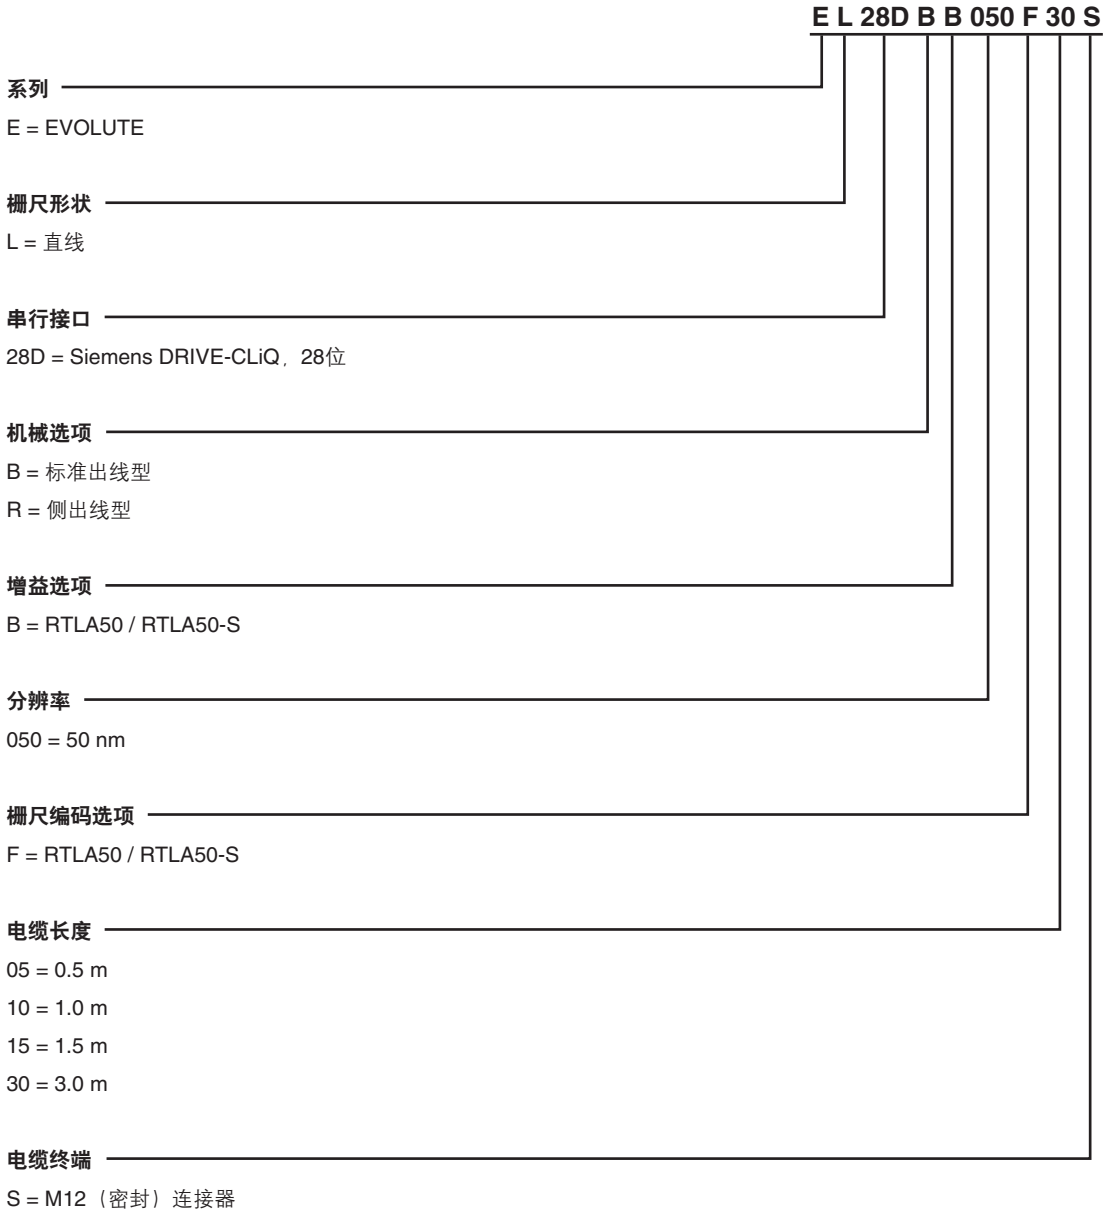 E L 28D B B 050 F 30 S
系列
E = EVOLUTE
栅尺形状
L = 直线
串行接口
28D = Siemens DRIVE-CLiQ，28位
机械选项
B = 标准出线型
R = 侧出线型
增益选项
B = RTLA50 / RTLA50-S
分辨率
050 = 50 nm
栅尺编码选项
F = RTLA50 / RTLA50-S
电缆长度
05 = 0.5 m
10 = 1.0 m
15 = 1.5 m
30 = 3.0 m
电缆终端
S = M12（密封）连接器